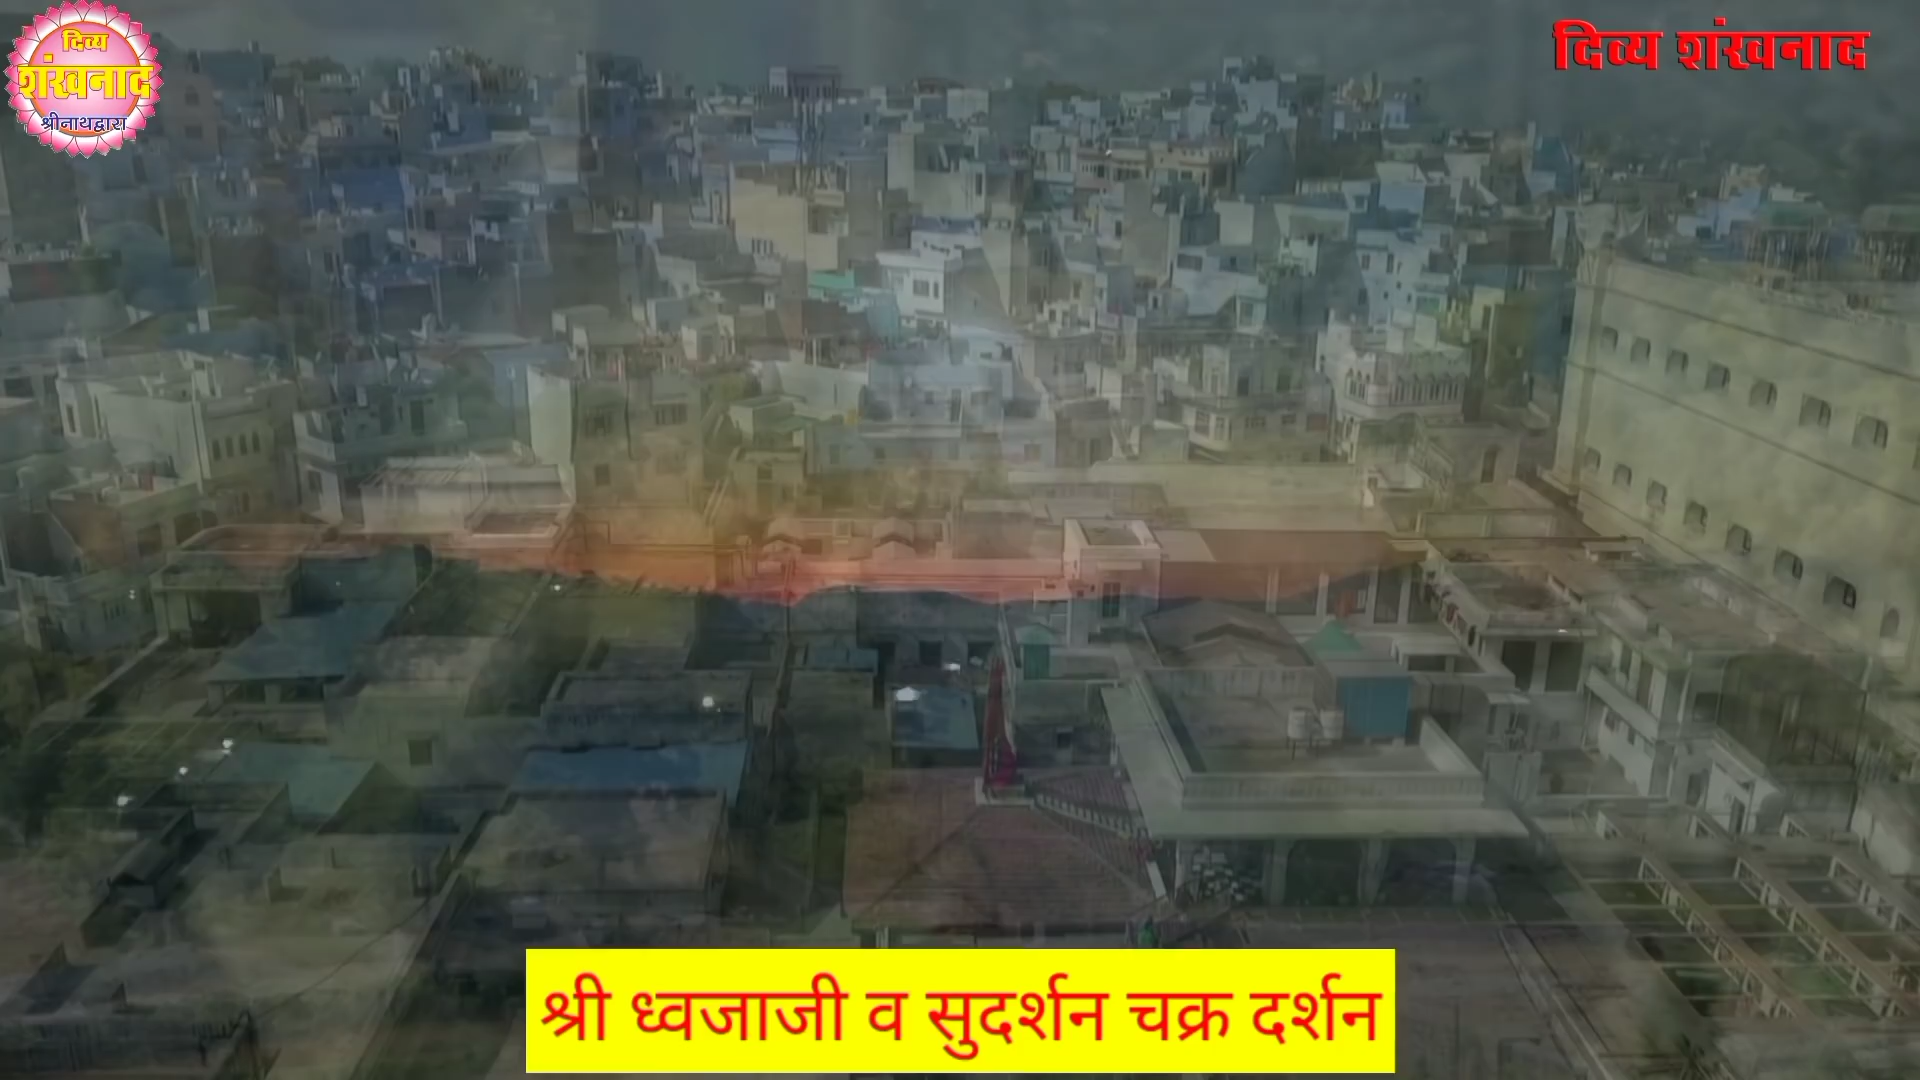 दिव्य
शंखनाद
श्रीनाथद्वारा
दिव्य शंखनाद
श्री ध्वजाजी व सुदर्शन चक्र दर्शन